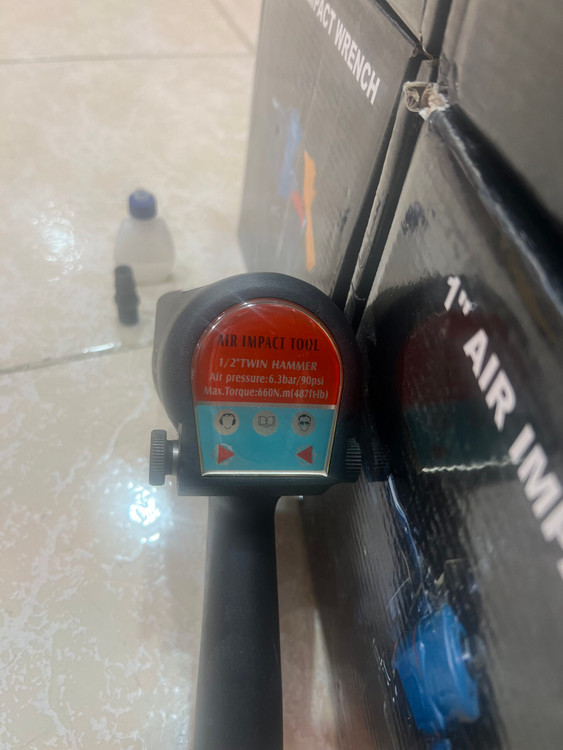 IMPACT WRENCH
1" AIR IMP
AIR IMPACT TOOL
1/2"TWIN HAMMER
Air pressure:6.3bar/90psi
Max.Torque:660N.m(487ft-lb)